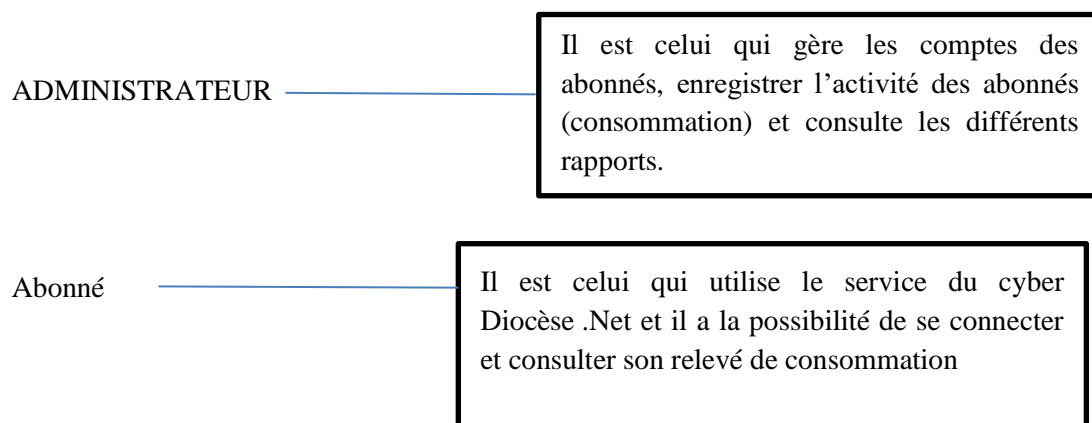 ADMINISTRATEUR
Il est celui qui gère les comptes des
abonnés, enregistrer l’activité des abonnés
(consommation) et consulte les différents
rapports.
Abonné
Il est celui qui utilise le service du cyber
Diocèse .Net et il a la possibilité de se connecter
et consulter son relevé de consommation